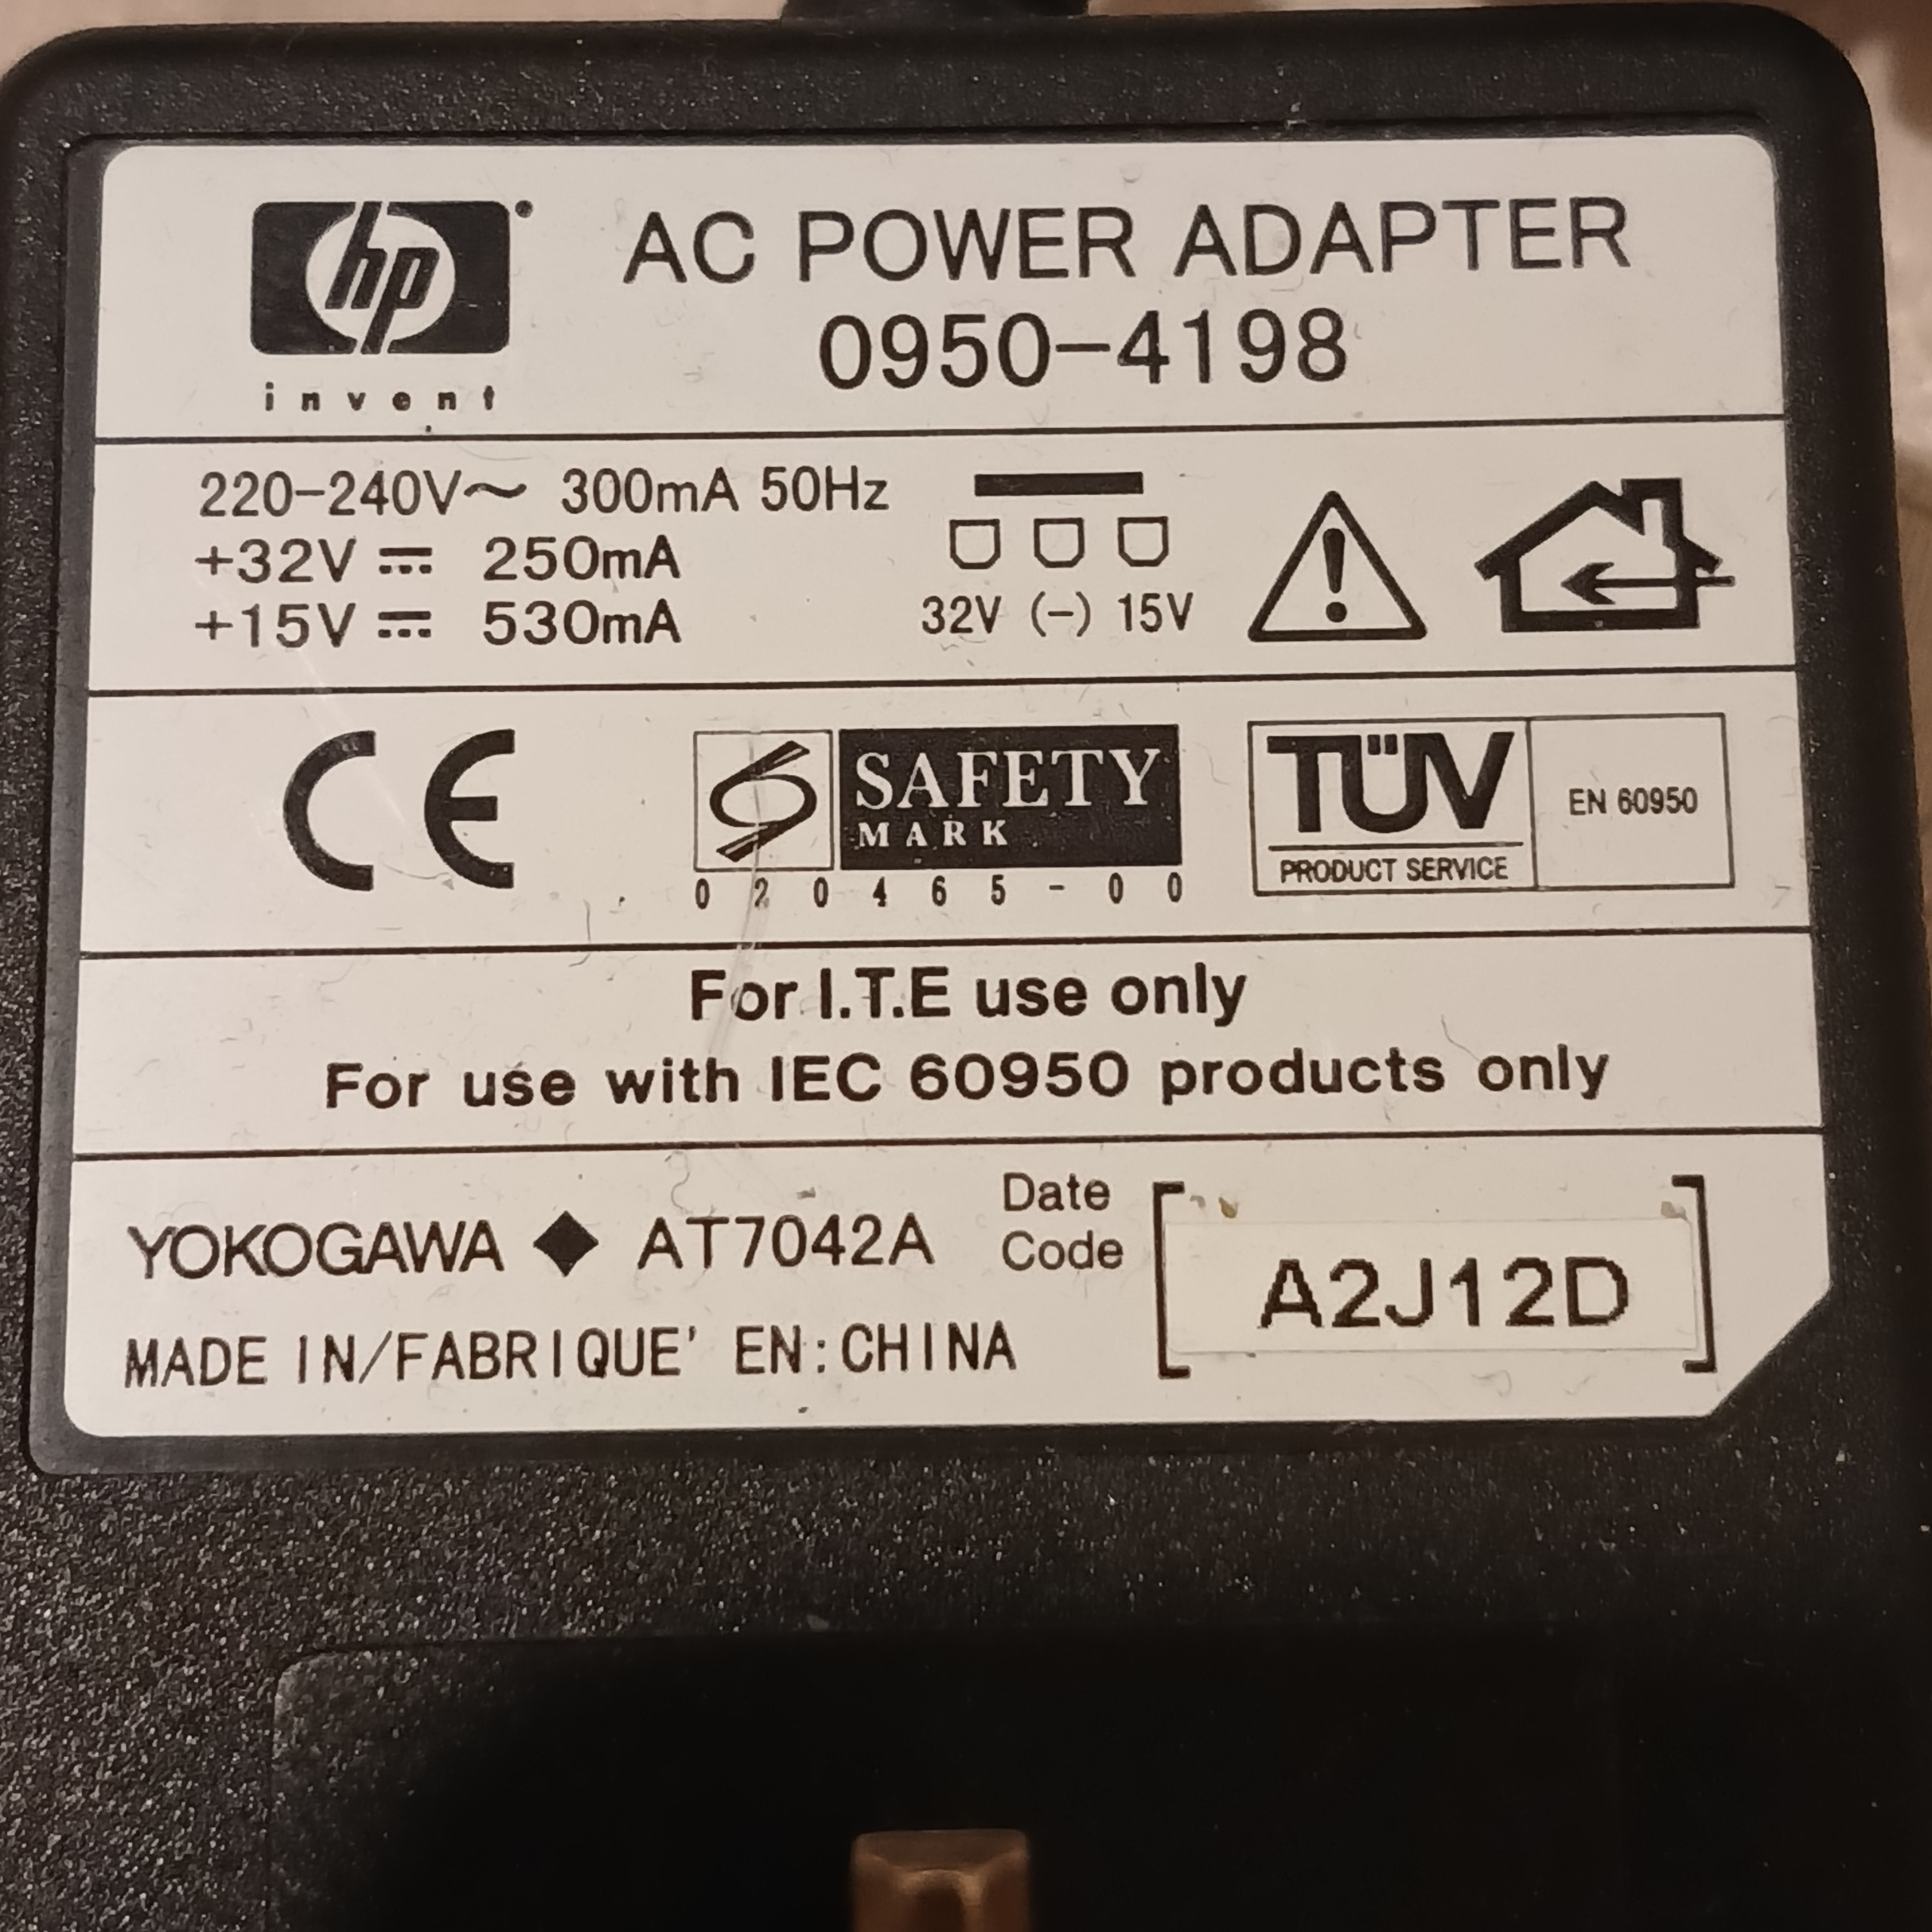 hp
invent
AC POWER ADAPTER
0950-4198
220-240V~ 300mA 50Hz
+32V ⎓ 250mA
+15V ⎓ 530mA
32V (-) 15V
CE
SAFETY
MARK
020465-00
TÜV
PRODUCT SERVICE
EN 60950
For I.T.E use only
For use with IEC 60950 products only
YOKOGAWA ◆ AT7042A
MADE IN/FABRIQUE' EN:CHINA
Date
Code
[A2J12D]